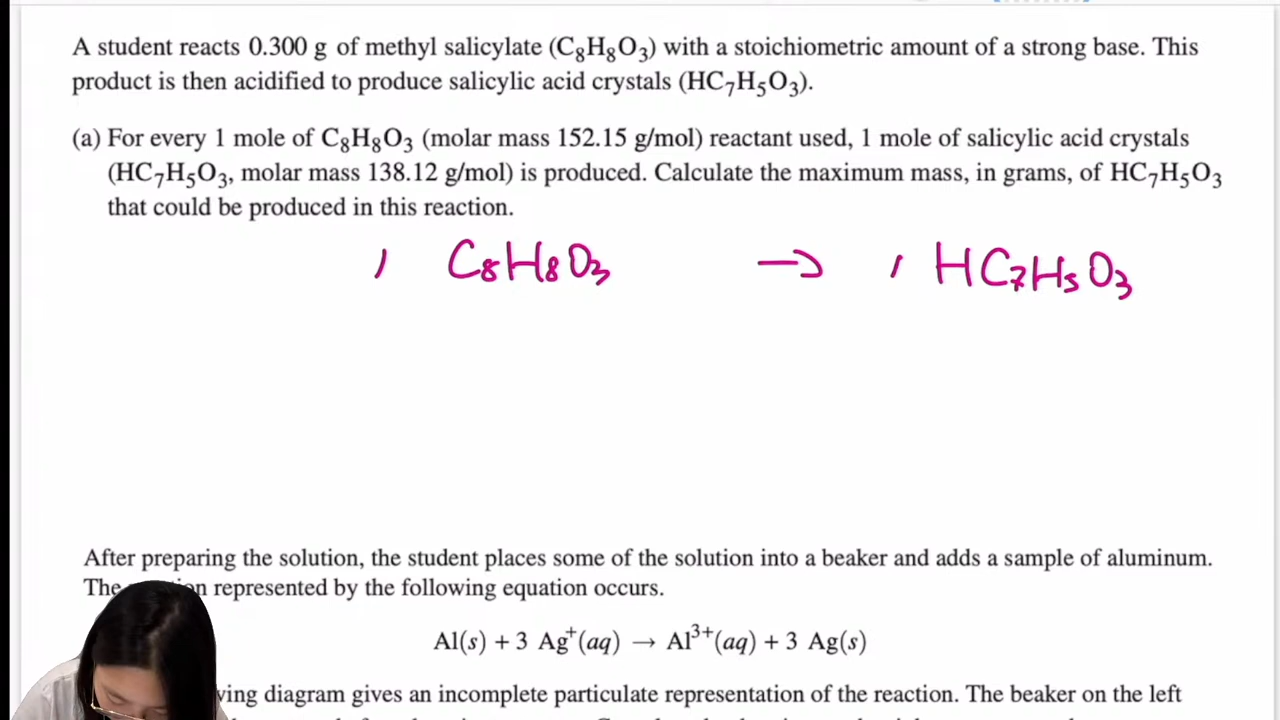 A student reacts 0.300 g of methyl salicylate (C₈H₈O₃) with a stoichiometric amount of a strong base. This
product is then acidified to produce salicylic acid crystals (HC₇H₅O₃).
(a) For every 1 mole of C₈H₈O₃ (molar mass 152.15 g/mol) reactant used, 1 mole of salicylic acid crystals
(HC₇H₅O₃, molar mass 138.12 g/mol) is produced. Calculate the maximum mass, in grams, of HC₇H₅O₃
that could be produced in this reaction.
1 C₈H₈O₃ → 1 HC₇H₅O₃
After preparing the solution, the student places some of the solution into a beaker and adds a sample of aluminum.
The represented by the following equation occurs.
Al(s) + 3 Ag⁺(aq) → Al³⁺(aq) + 3 Ag(s)
diagram gives an incomplete particulate representation of the reaction. The beaker on the left